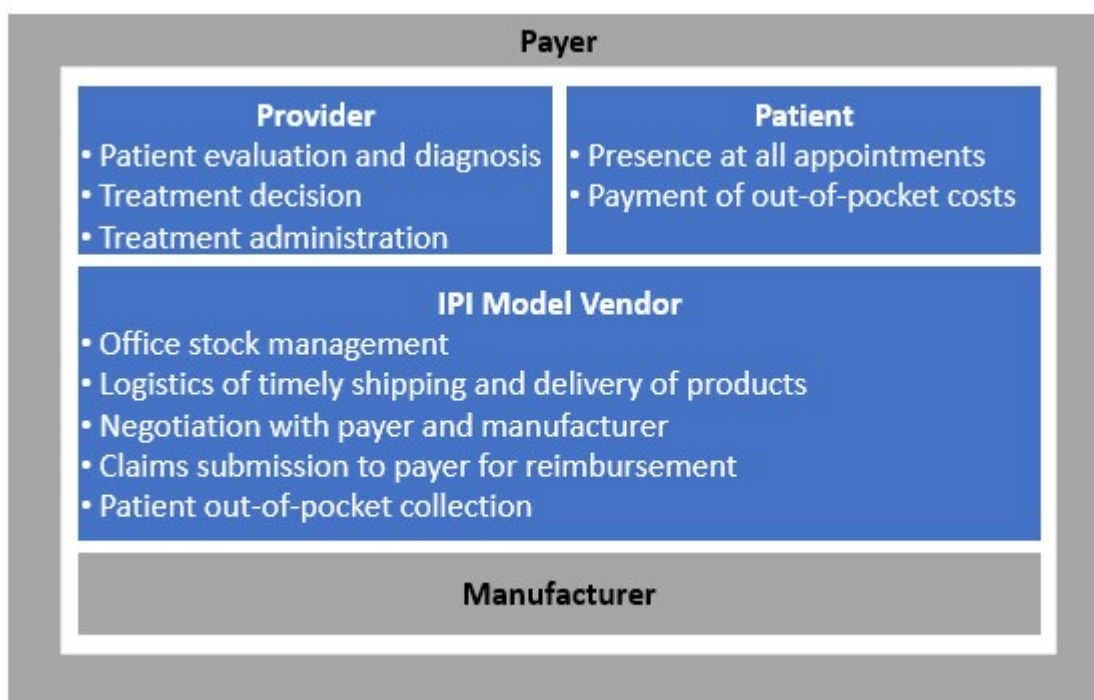 Payer
Provider
• Patient evaluation and diagnosis
• Treatment decision
• Treatment administration
Patient
• Presence at all appointments
• Payment of out-of-pocket costs
IPI Model Vendor
• Office stock management
• Logistics of timely shipping and delivery of products
• Negotiation with payer and manufacturer
• Claims submission to payer for reimbursement
• Patient out-of-pocket collection
Manufacturer